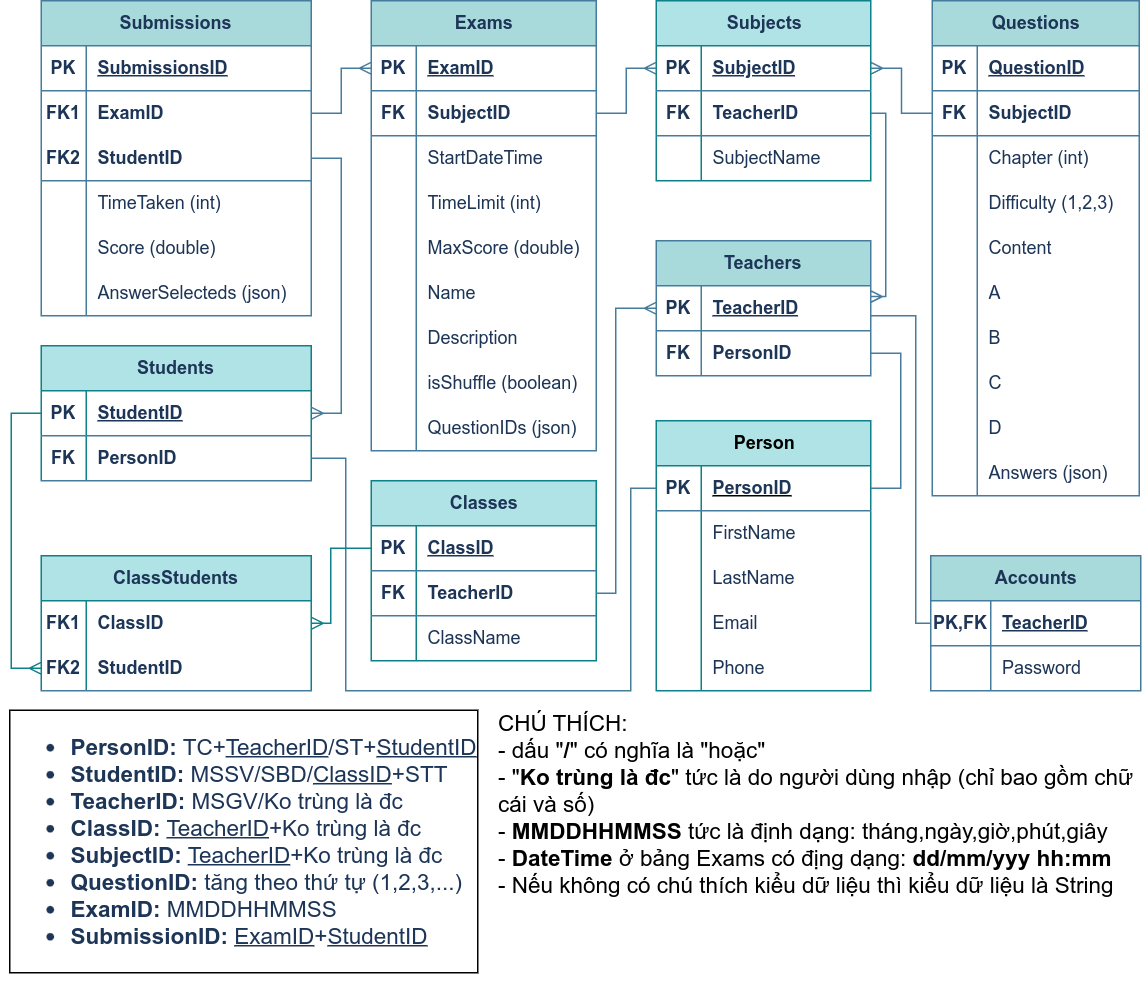 Submissions
PK SubmissionsID
FK1 ExamID
FK2 StudentID
TimeTaken (int)
Score (double)
AnswerSelecteds (json)
Exams
PK ExamID
FK SubjectID
StartDateTime
TimeLimit (int)
MaxScore (double)
Name
Description
isShuffle (boolean)
QuestionIDs (json)
Subjects
PK SubjectID
FK TeacherID
SubjectName
Questions
PK QuestionID
FK SubjectID
Chapter (int)
Difficulty (1,2,3)
Content
A
B
C
D
Answers (json)
Teachers
PK TeacherID
FK PersonID
Students
PK StudentID
FK PersonID
Person
PK PersonID
FirstName
LastName
Email
Phone
Classes
PK ClassID
FK TeacherID
ClassName
ClassStudents
FK1 ClassID
FK2 StudentID
Accounts
PK,FK TeacherID
Password
• PersonID: TC+TeacherID/ST+StudentID
• StudentID: MSSV/SBD/ClassID+STT
• TeacherID: MSGV/Ko trùng là đc
• ClassID: TeacherID+Ko trùng là đc
• SubjectID: TeacherID+Ko trùng là đc
• QuestionID: tăng theo thứ tự (1,2,3,...)
• ExamID: MMDDHHMMSS
• SubmissionID: ExamID+StudentID
CHÚ THÍCH:
- dấu "/" có nghĩa là "hoặc"
- "Ko trùng là đc" tức là do người dùng nhập (chỉ bao gồm chữ
cái và số)
- MMDDHHMMSS tức là định dạng: tháng,ngày,giờ,phút,giây
- DateTime ở bảng Exams có địng dạng: dd/mm/yyy hh:mm
- Nếu không có chú thích kiểu dữ liệu thì kiểu dữ liệu là String